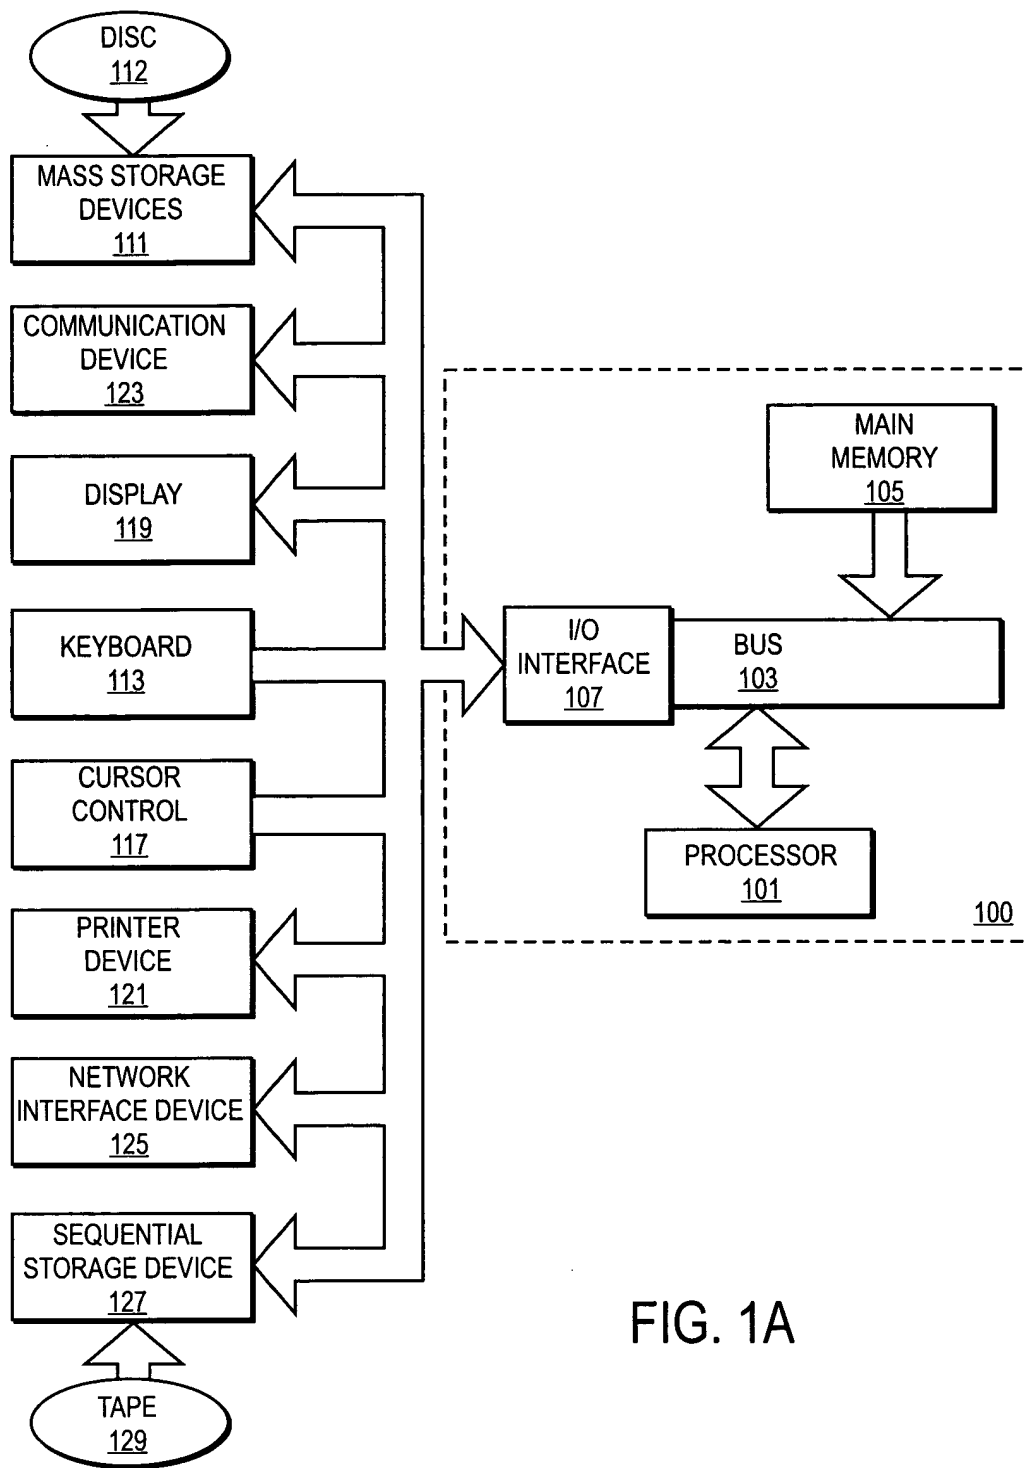 DISC
112
MASS STORAGE
DEVICES
111
COMMUNICATION
DEVICE
123
DISPLAY
119
KEYBOARD
113
CURSOR
CONTROL
117
PRINTER
DEVICE
121
NETWORK
INTERFACE DEVICE
125
SEQUENTIAL
STORAGE DEVICE
127
TAPE
129
MAIN
MEMORY
105
I/O
INTERFACE
107
BUS
103
PROCESSOR
101
100
FIG. 1A